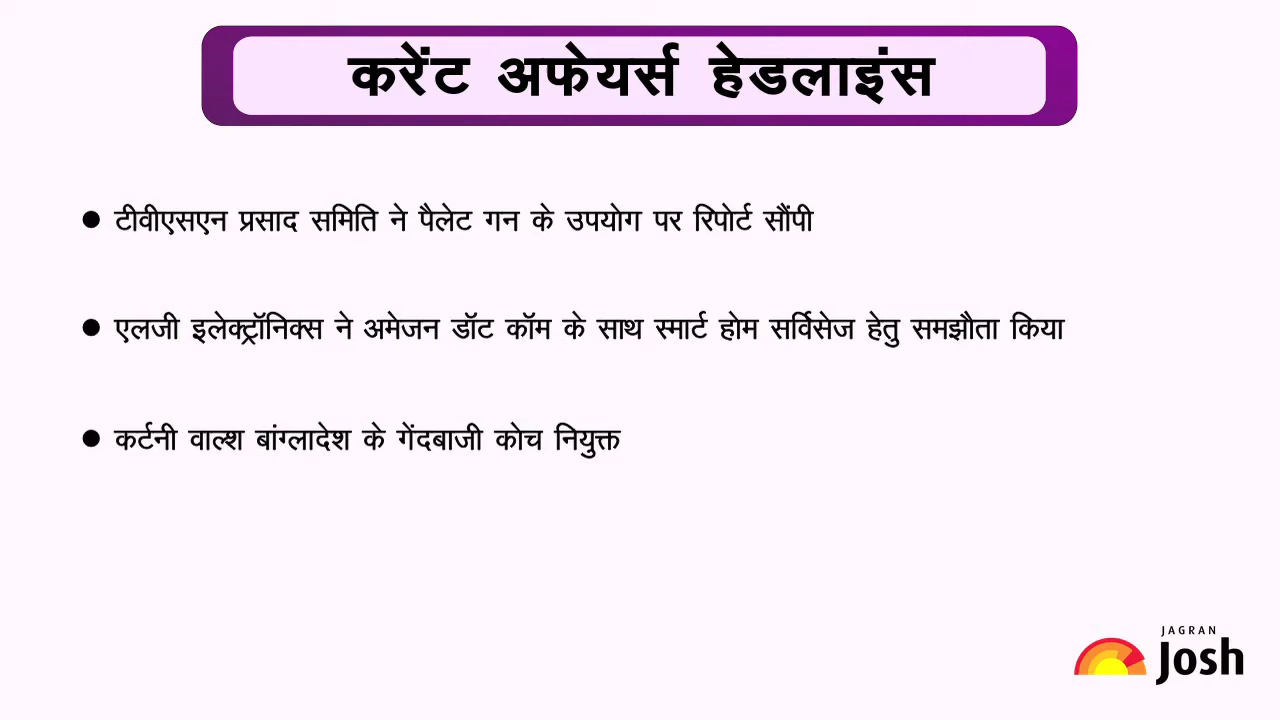 करेंट अफेयर्स हेडलाइंस
● टीवीएसएन प्रसाद समिति ने पैलेट गन के उपयोग पर रिपोर्ट सौंपी
● एलजी इलेक्ट्रॉनिक्स ने अमेजन डॉट कॉम के साथ स्मार्ट होम सर्विसेज हेतु समझौता किया
● कर्टनी वाल्श बांग्लादेश के गेंदबाजी कोच नियुक्त
JAGRAN
Josh